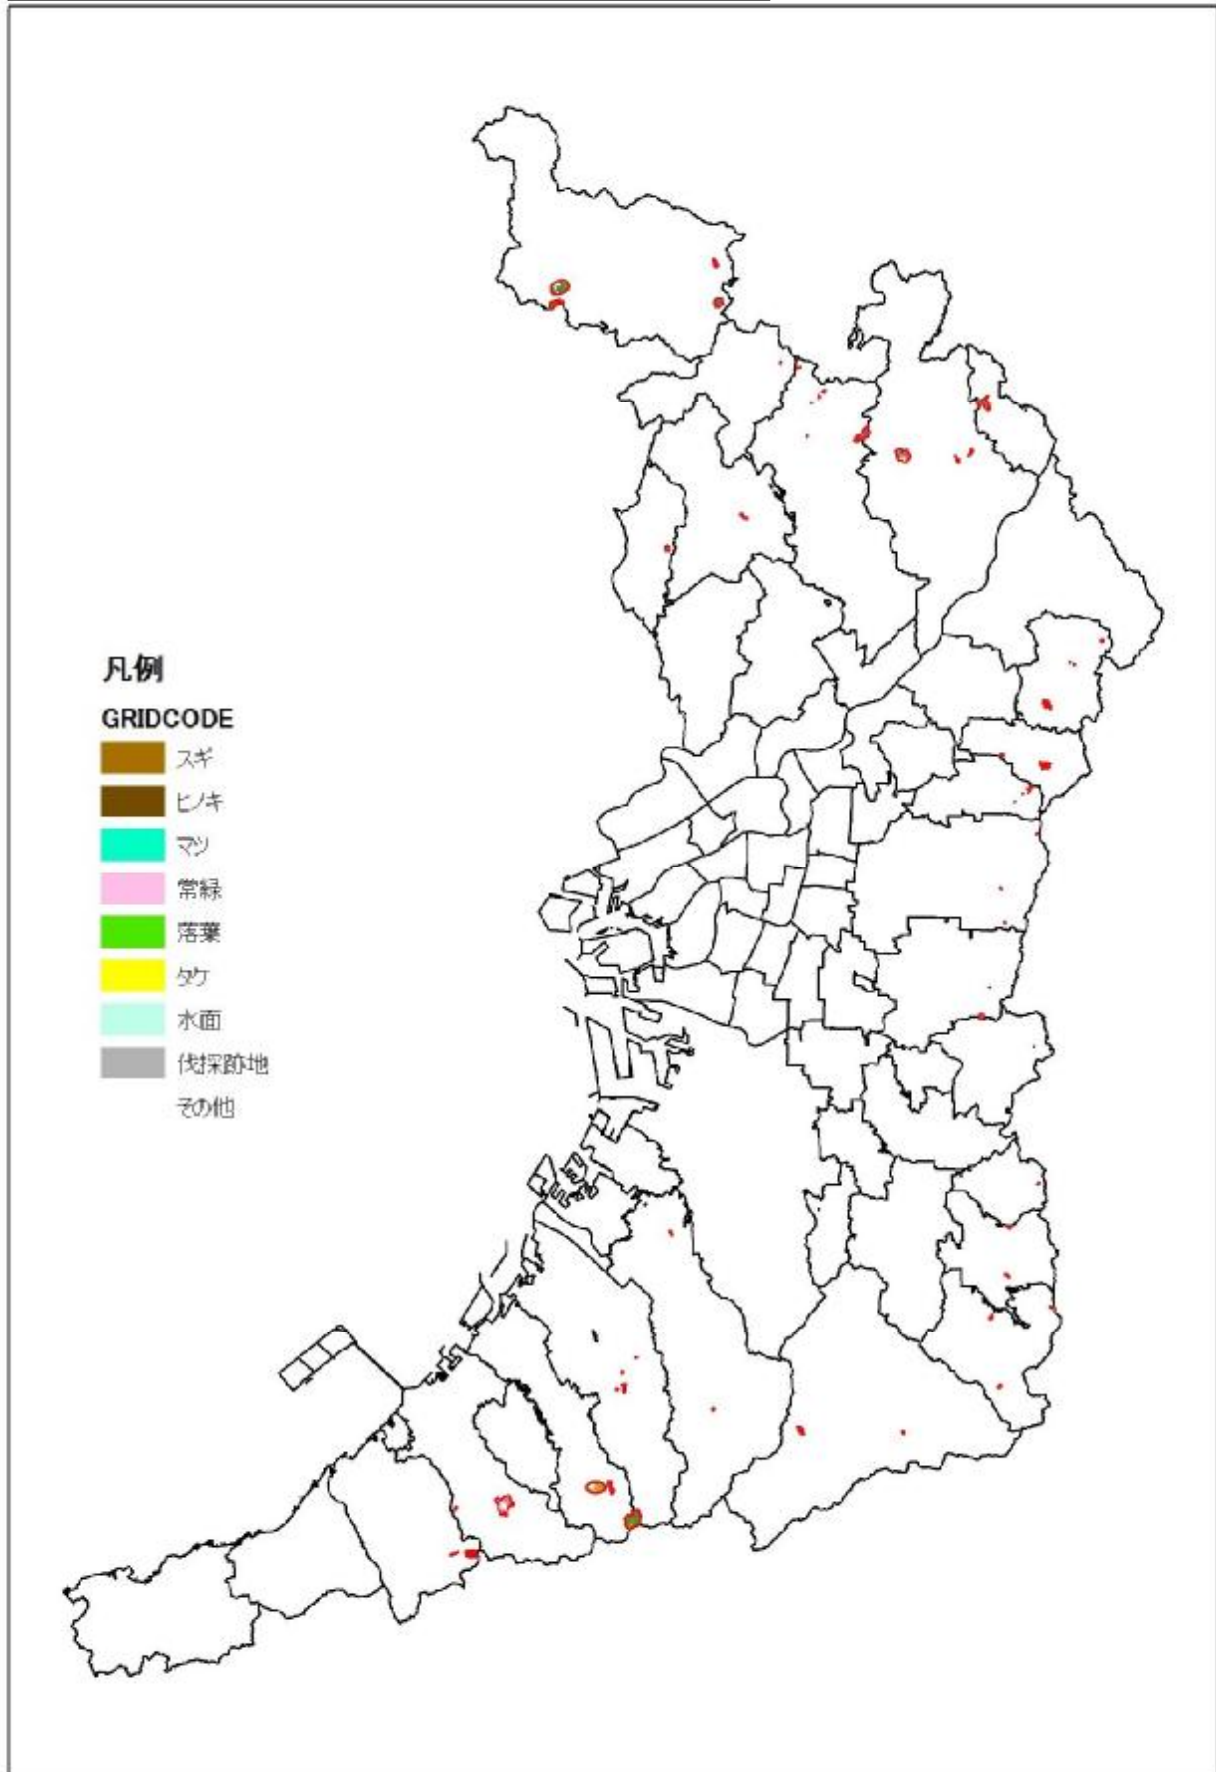 凡例
GRIDCODE
スギ
ヒノキ
マツ
常緑
落葉
タケ
水面
伐採跡地
その他